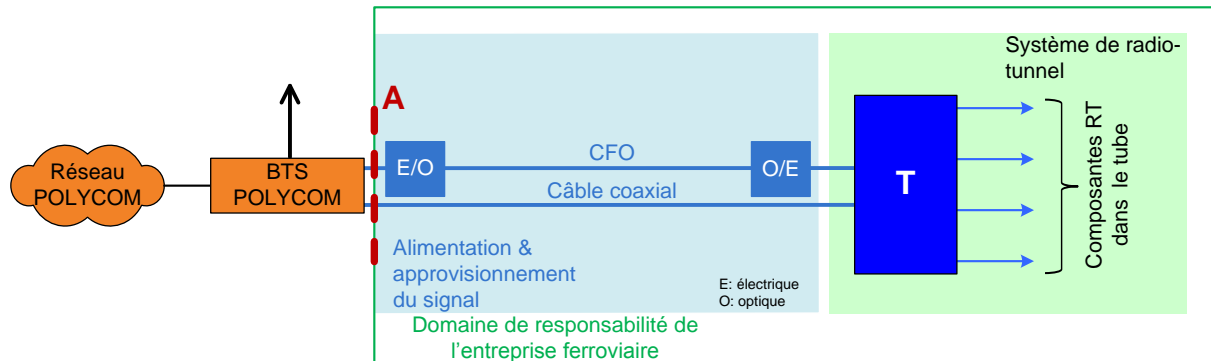 Système de radio-
tunnel
A
Réseau
POLYCOM
BTS
POLYCOM
E/O
CFO
O/E
Câble coaxial
T
Composantes RT
dans le tube
Alimentation &
approvisionnement
du signal
E: électrique
O: optique
Domaine de responsabilité de
l'entreprise ferroviaire